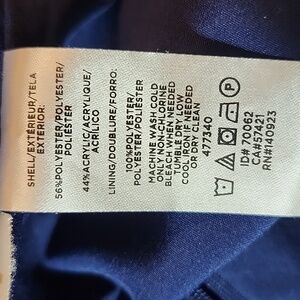 SHELL/EXTÉRIEUR/TELA
EXTERIOR:
56%POLYESTER/POLYESTER/
POLIÉSTER
44%ACRYLIC/ACRYLIQUE/
ACRÍLICO
LINING/DOUBLURE/FORRO:
100%POLYESTER/
POLYESTER/POLIÉSTER
MACHINE WASH COLD
ONLY NON-CHLORINE
BLEACH WHEN NEEDED
TUMBLE DRY LOW
COOL IRON IF NEEDED
OR DRY CLEAN
477340
ID# 70062
CA#57421
RN#140923